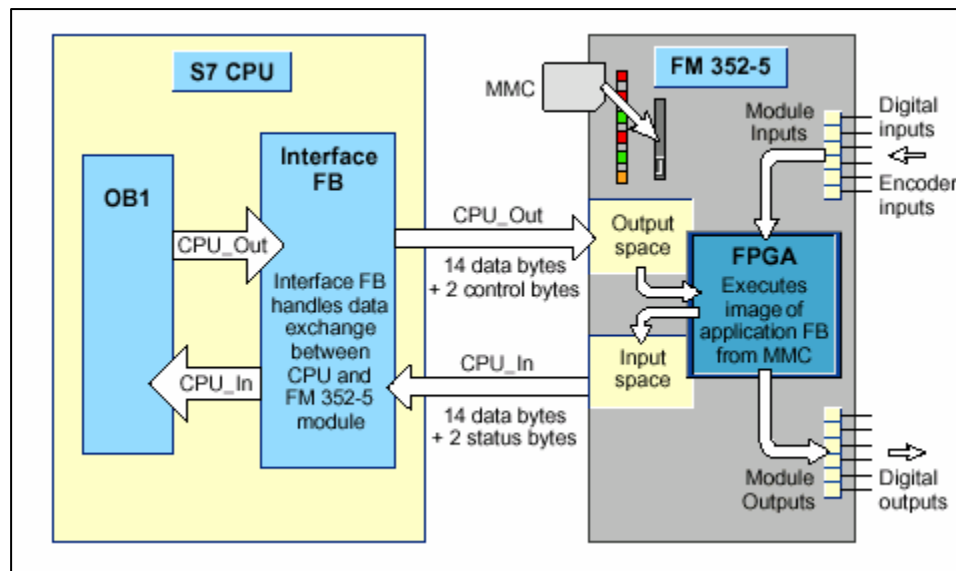 S7 CPU
OB1
Interface
FB
CPU_Out
Interface FB
handles data
exchange
between
CPU and
FM 352-5
module
CPU_In
CPU_Out
14 data bytes
+ 2 control bytes
CPU_In
14 data bytes
+ 2 status bytes
FM 352-5
MMC
Module
Inputs
Digital
inputs
Encoder
inputs
Output
space
FPGA
Executes
image of
application FB
from MMC
Input
space
Module
Outputs
Digital
outputs